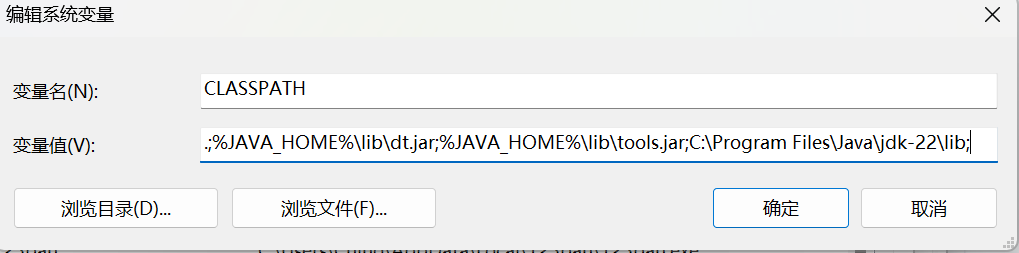 编辑系统变量
变量名(N):
CLASSPATH
变量值(V):
.;%JAVA_HOME%\lib\dt.jar;%JAVA_HOME%\lib\tools.jar;C:\Program Files\Java\jdk-22\lib;
浏览目录(D)...
浏览文件(F)...
确定
取消